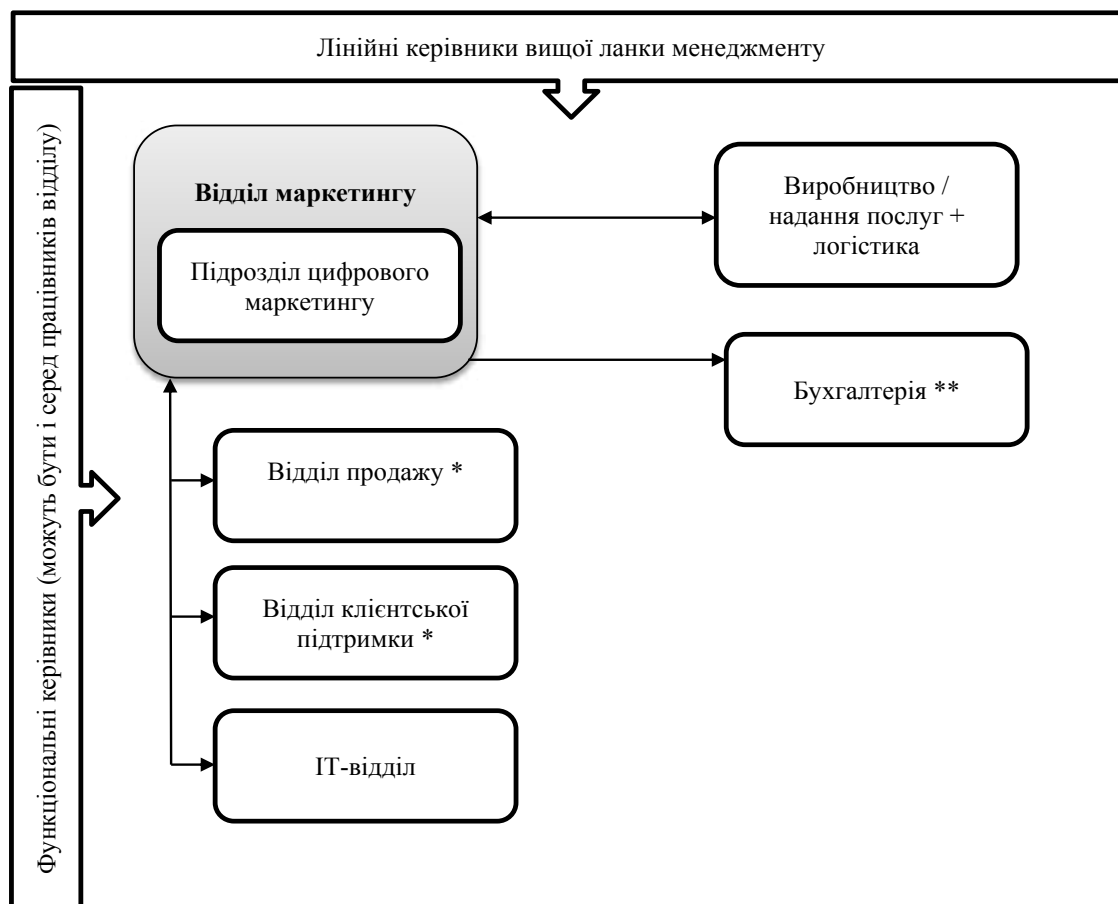 Лінійні керівники вищої ланки менеджменту
Функціональні керівники (можуть бути і серед працівників відділу)
Відділ маркетингу
Підрозділ цифрового
маркетингу
Виробництво /
надання послуг +
логістика
Бухгалтерія **
Відділ продажу *
Відділ клієнтської
підтримки *
ІТ-відділ